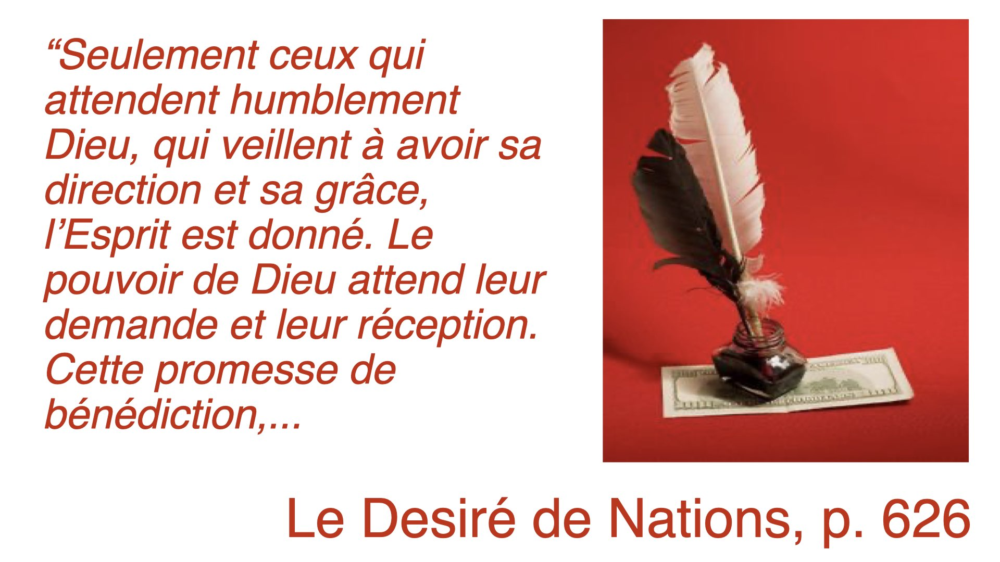 “Seulement ceux qui
attendent humblement
Dieu, qui veillent à avoir sa
direction et sa grâce,
l’Esprit est donné. Le
pouvoir de Dieu attend leur
demande et leur réception.
Cette promesse de
bénédiction,...
Le Desiré de Nations, p. 626